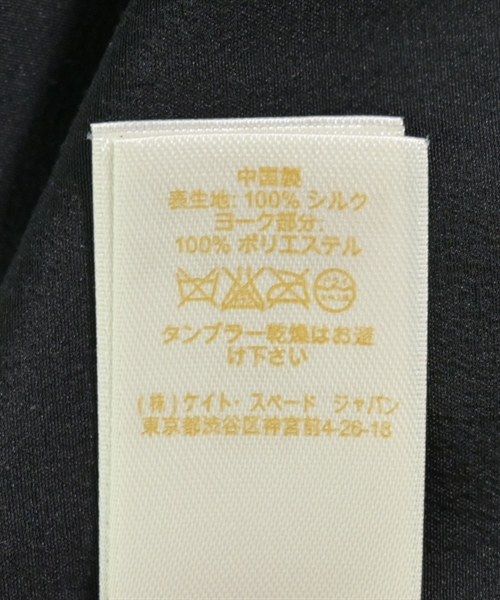 中国製
表生地: 100% シルク
ヨーク部分:
100% ポリエステル
タンブラー乾燥はお避
け下さい
(株)ケイト・スペード ジャパン
東京都渋谷区神宮前4-26-18